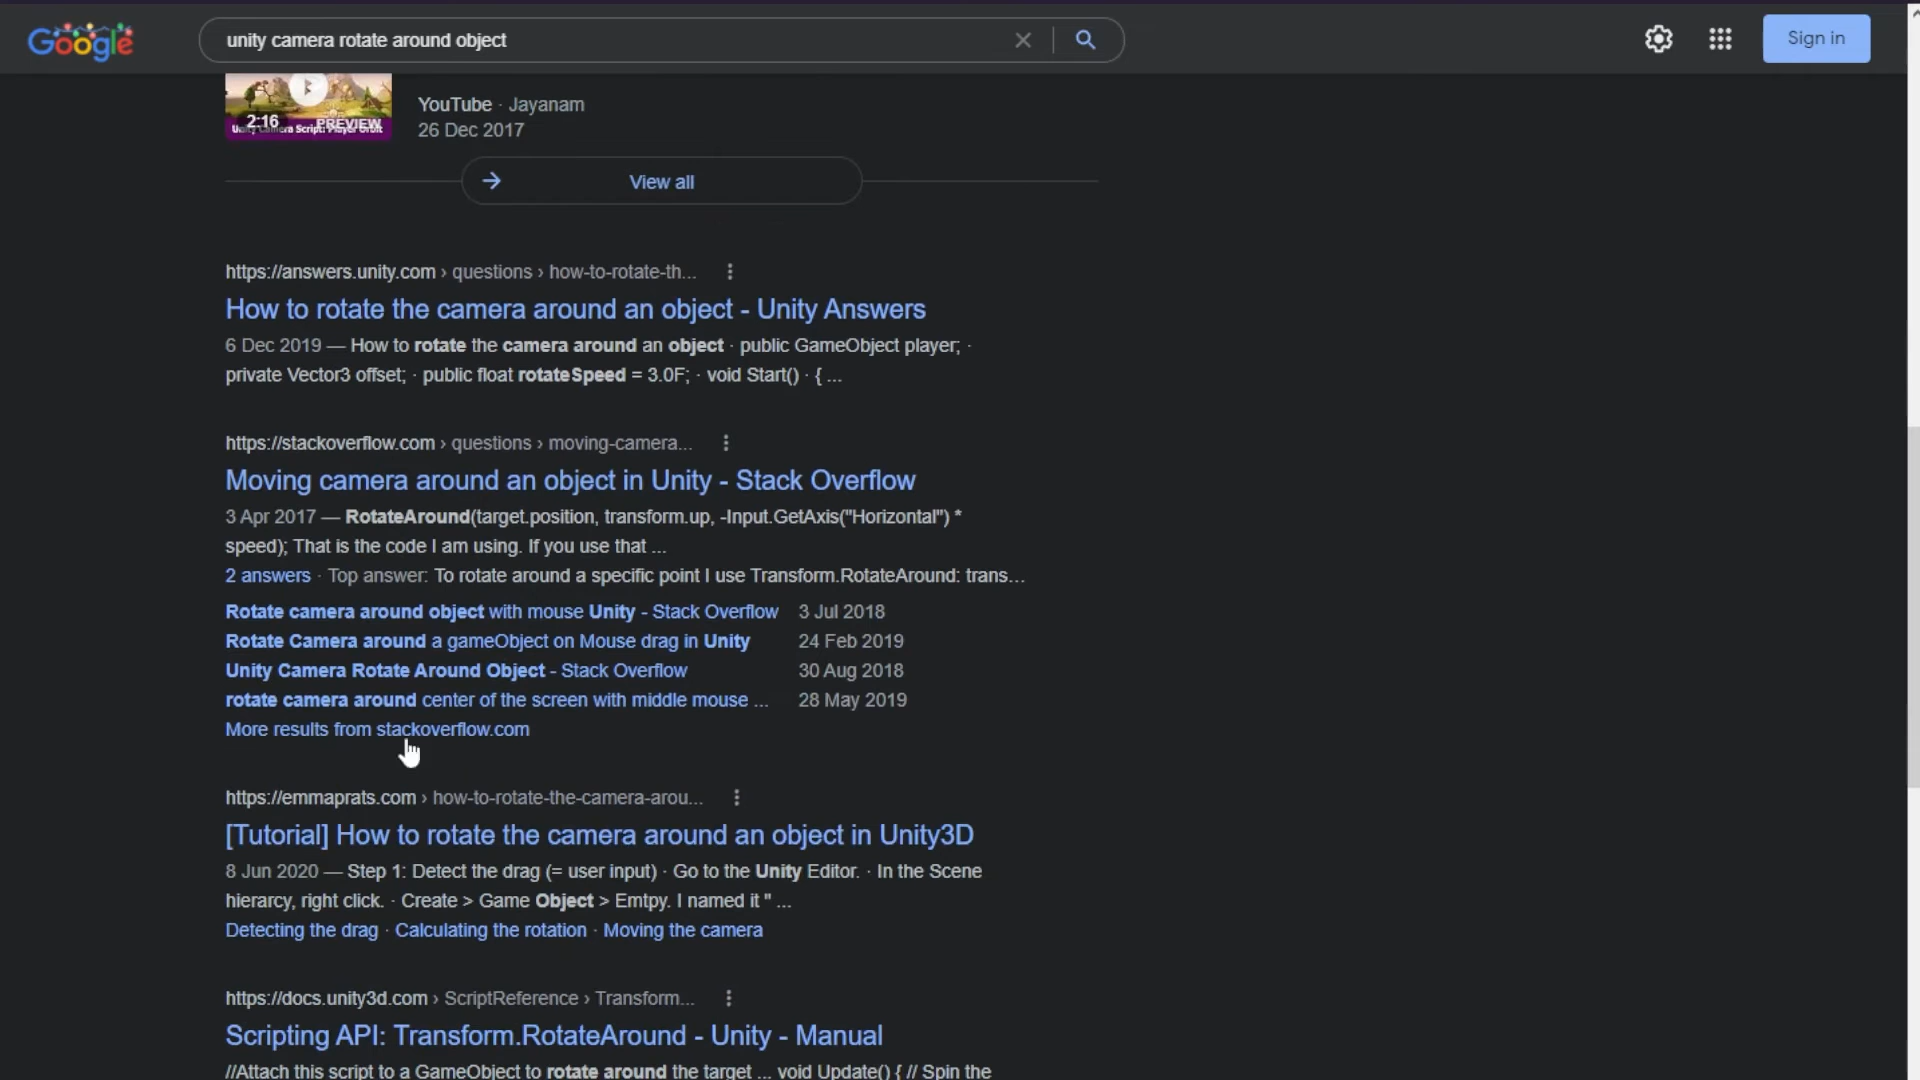 Google
unity camera rotate around object
Sign in
2:16
PREVIEW
YouTube · Jayanam
26 Dec 2017
View all
https://answers.unity.com › questions › how-to-rotate-th...
How to rotate the camera around an object - Unity Answers
6 Dec 2019 — How to rotate the camera around an object · public GameObject player; ·
private Vector3 offset; · public float rotateSpeed = 3.0F; · void Start() · { ...
https://stackoverflow.com › questions › moving-camera...
Moving camera around an object in Unity - Stack Overflow
3 Apr 2017 — RotateAround(target.position, transform.up, -Input.GetAxis("Horizontal") *
speed); That is the code I am using. If you use that ...
2 answers · Top answer: To rotate around a specific point I use Transform.RotateAround: trans...
Rotate camera around object with mouse Unity - Stack Overflow 3 Jul 2018
Rotate Camera around a gameObject on Mouse drag in Unity 24 Feb 2019
Unity Camera Rotate Around Object - Stack Overflow 30 Aug 2018
rotate camera around center of the screen with middle mouse ... 28 May 2019
More results from stackoverflow.com
https://emmaprats.com › how-to-rotate-the-camera-arou...
[Tutorial] How to rotate the camera around an object in Unity3D
8 Jun 2020 — Step 1: Detect the drag (= user input) · Go to the Unity Editor. · In the Scene
hierarcy, right click. · Create > Game Object > Emtpy. I named it " ...
Detecting the drag · Calculating the rotation · Moving the camera
https://docs.unity3d.com › ScriptReference › Transform...
Scripting API: Transform.RotateAround - Unity - Manual
//Attach this script to a GameObject to rotate around the target ... void Update() { // Spin the